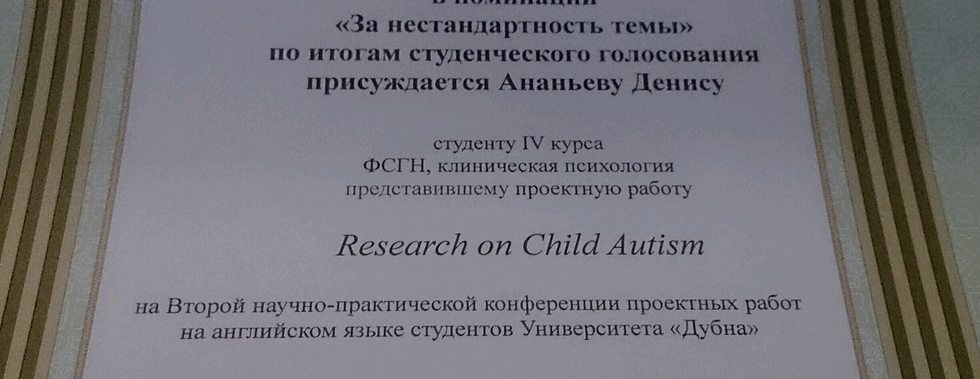 в номинации
«За нестандартность темы»
по итогам студенческого голосования
присуждается Ананьеву Денису
студенту IV курса
ФСГН, клиническая психология
представившему проектную работу
Research on Child Autism
на Второй научно-практической конференции проектных работ
на английском языке студентов Университета «Дубна»